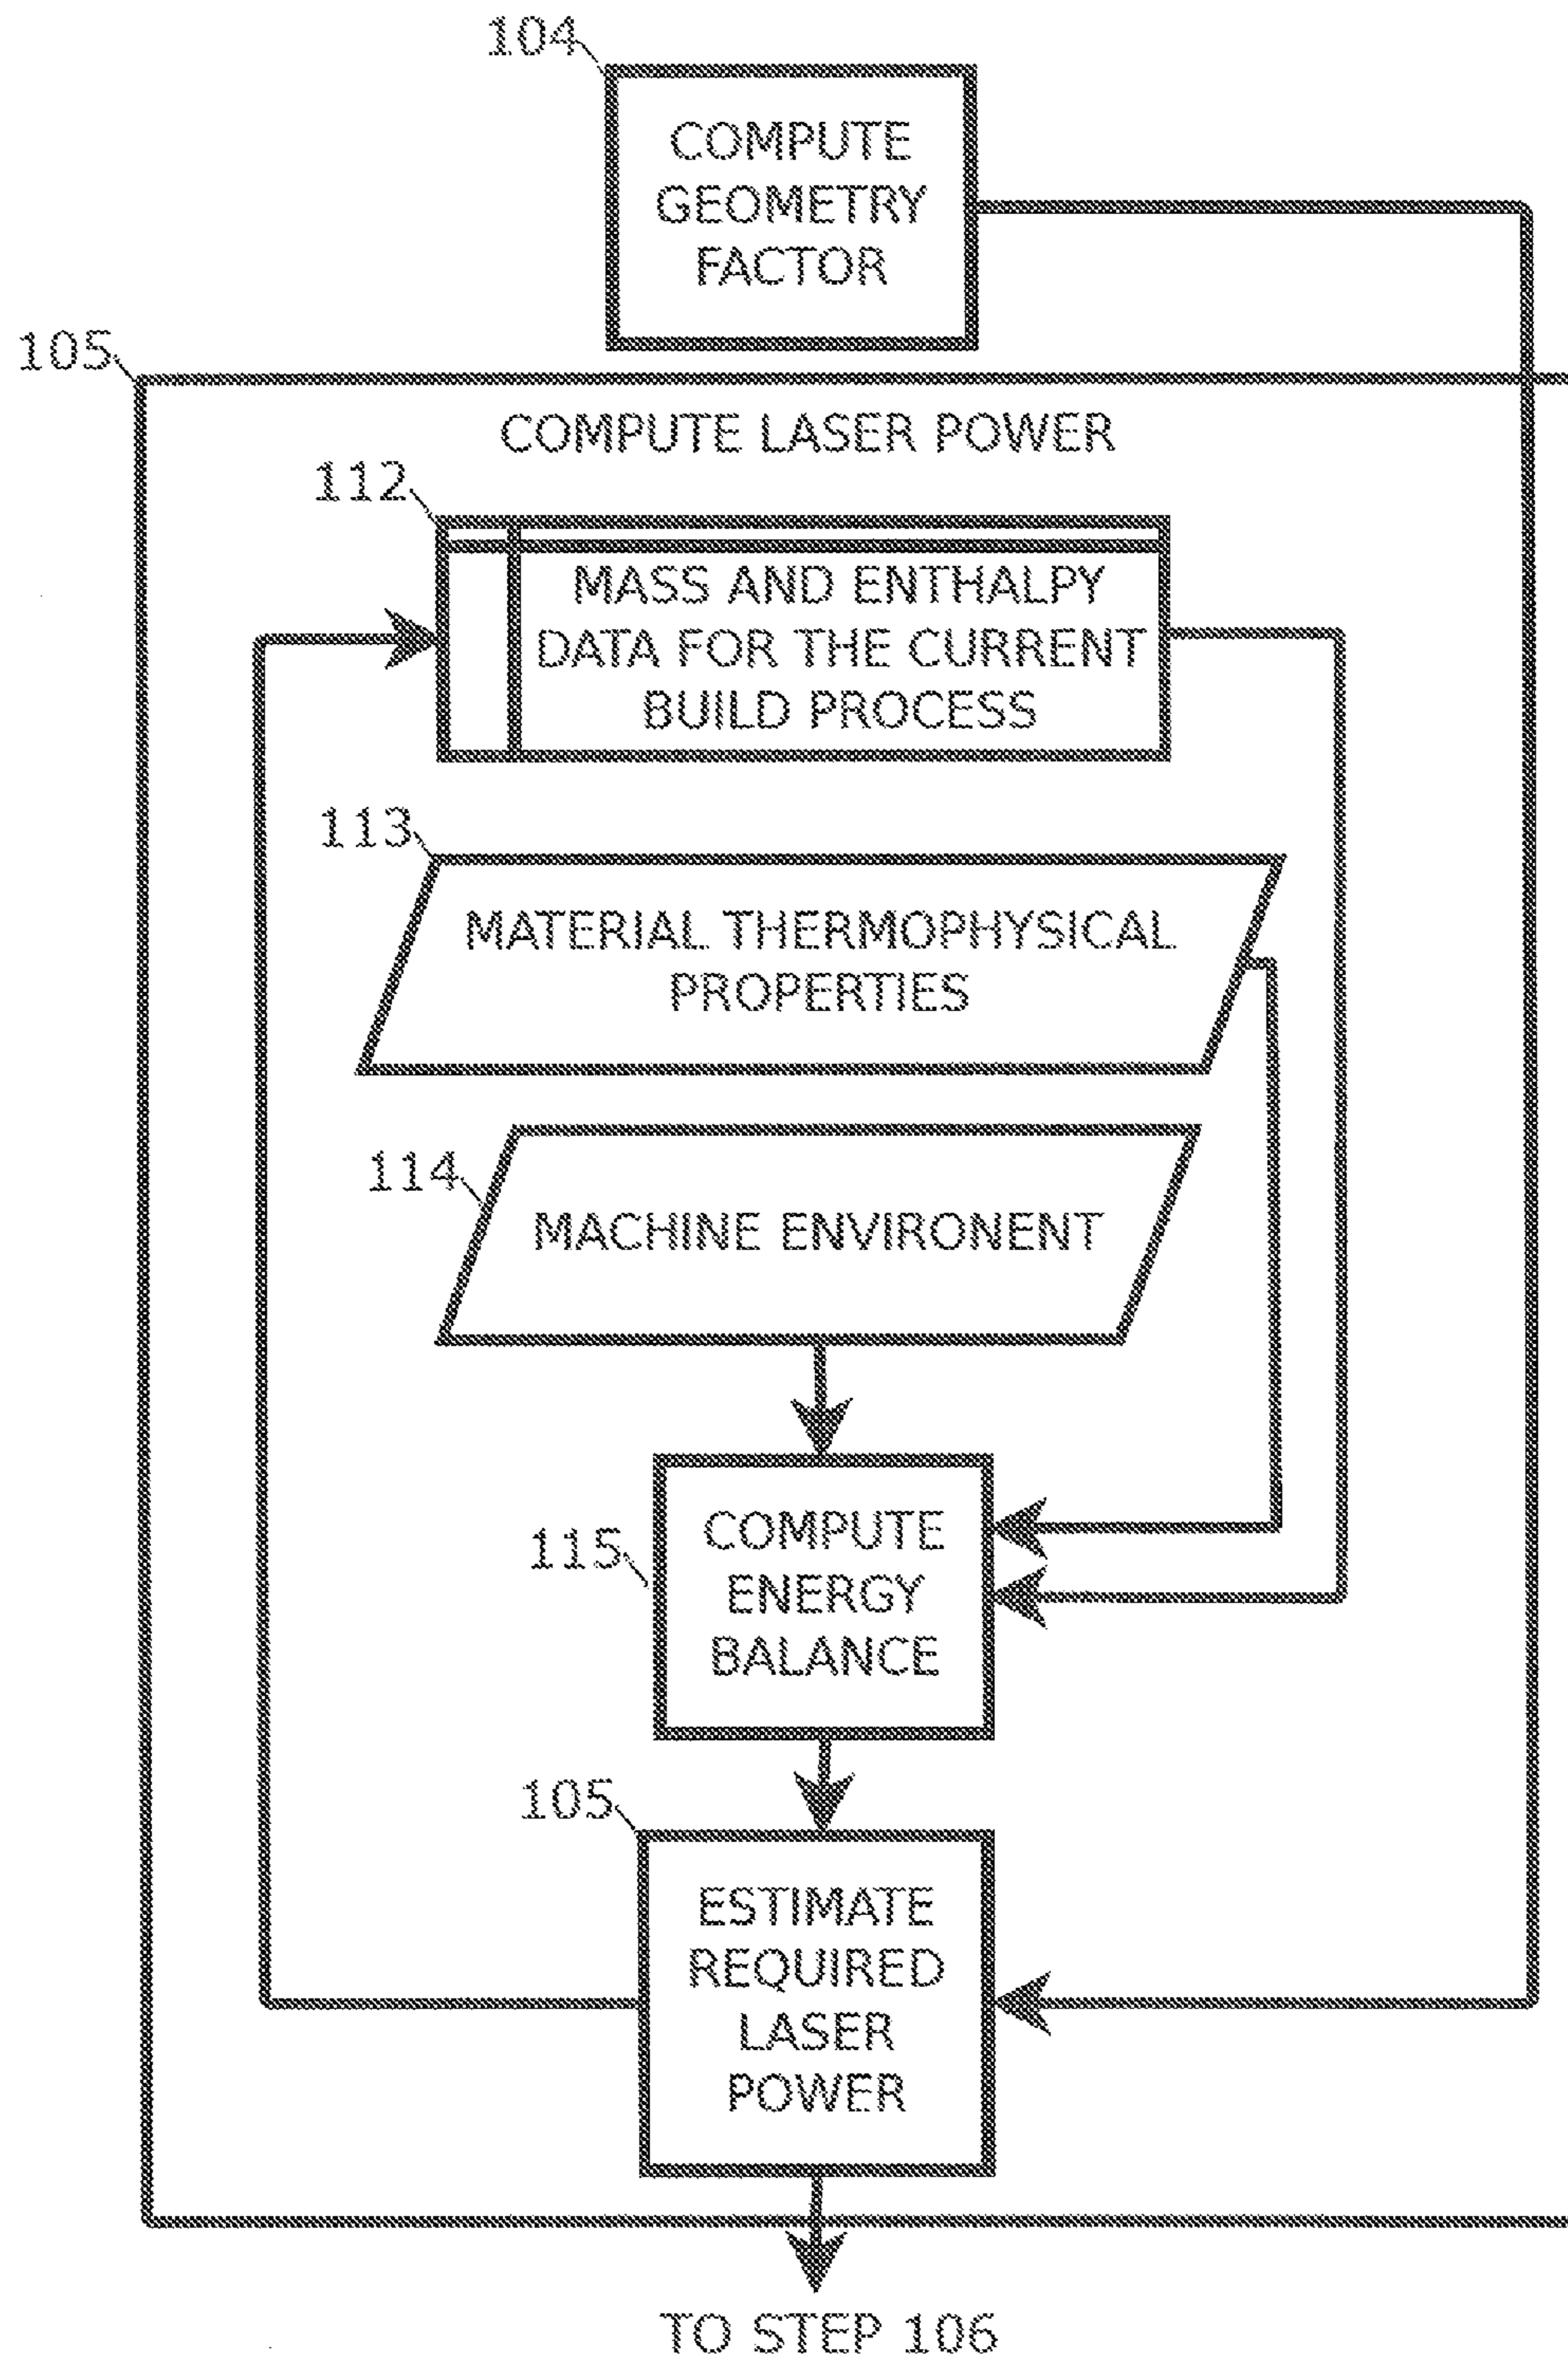 104
COMPUTE
GEOMETRY
FACTOR
105
COMPUTE LASER POWER
112
MASS AND ENTHALPY
DATA FOR THE CURRENT
BUILD PROCESS
113
MATERIAL THERMOPHYSICAL
PROPERTIES
114
MACHINE ENVIRONENT
115
COMPUTE
ENERGY
BALANCE
105
ESTIMATE
REQUIRED
LASER
POWER
TO STEP 106